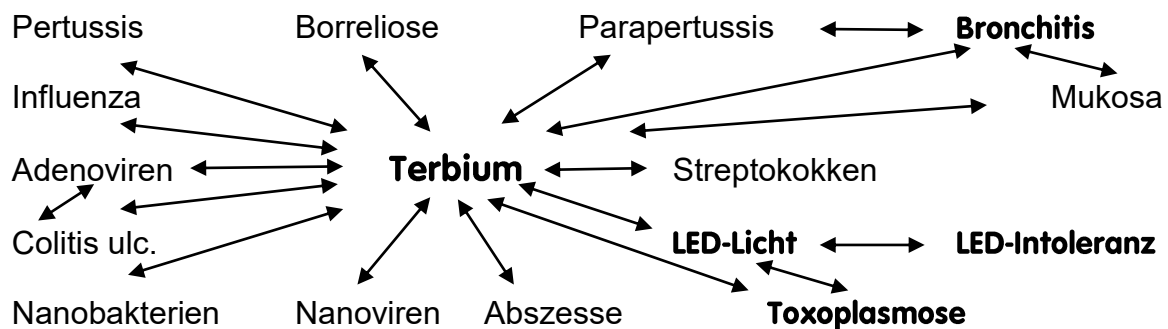 Pertussis Borreliose Parapertussis Bronchitis
Influenza Mukosa
Adenoviren Terbium Streptokokken
Colitis ulc. LED-Licht LED-Intoleranz
Nanobakterien Nanoviren Abszesse Toxoplasmose